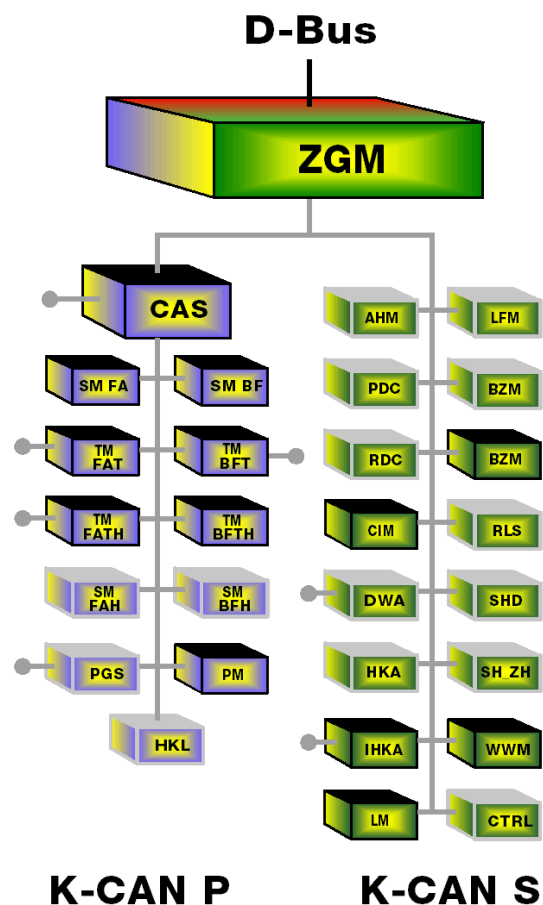 D-Bus
ZGM
CAS
SM FA
SM BF
TM
FAT
TM
BFT
TM
FATH
TM
BFTH
SM
FAH
SM
BFH
PGS
PM
HKL
AHM
LFM
PDC
BZM
RDC
BZM
CIM
RLS
DWA
SHD
HKA
SH_ZH
IHKA
WWM
LM
CTRL
K-CAN P
K-CAN S